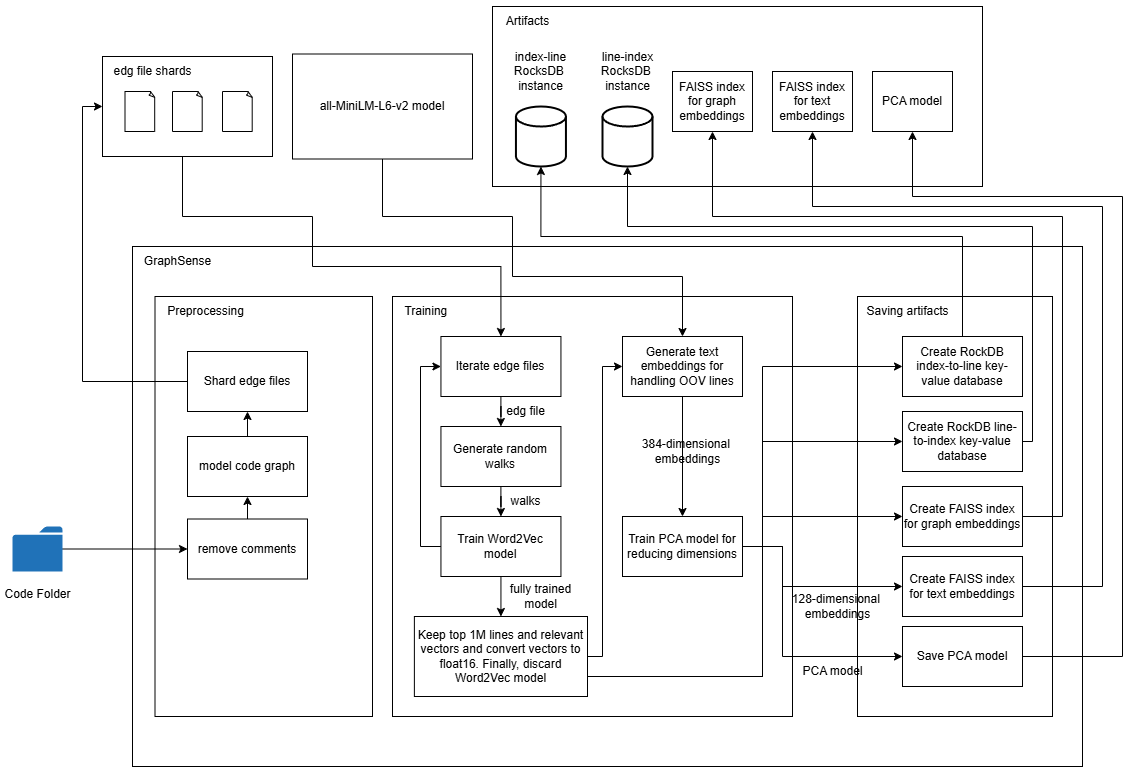 Artifacts
index-line
RocksDB
instance
line-index
RocksDB
instance
FAISS index
for graph
embeddings
FAISS index
for text
embeddings
PCA model
edg file shards
all-MiniLM-L6-v2 model
GraphSense
Preprocessing
Shard edge files
model code graph
remove comments
Code Folder
Training
Iterate edge files
edg file
Generate random
walks
walks
Train Word2Vec
model
fully trained
model
Keep top 1M lines and relevant
vectors and convert vectors to
float16. Finally, discard
Word2Vec model
Generate text
embeddings for
handling OOV lines
384-dimensional
embeddings
Train PCA model for
reducing dimensions
128-dimensional
embeddings
PCA model
Saving artifacts
Create RockDB
index-to-line key-
value database
Create RockDB line-
to-index key-value
database
Create FAISS index
for graph embeddings
Create FAISS index
for text embeddings
Save PCA model